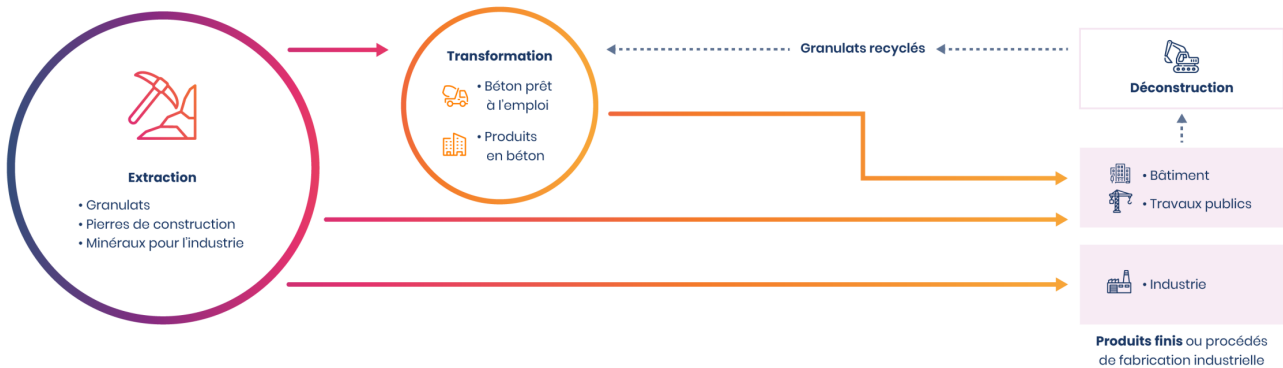 Extraction
• Granulats
• Pierres de construction
• Minéraux pour l'industrie
Transformation
• Béton prêt
à l'emploi
• Produits
en béton
Granulats recyclés
Déconstruction
• Bâtiment
• Travaux publics
• Industrie
Produits finis ou procédés
de fabrication industrielle